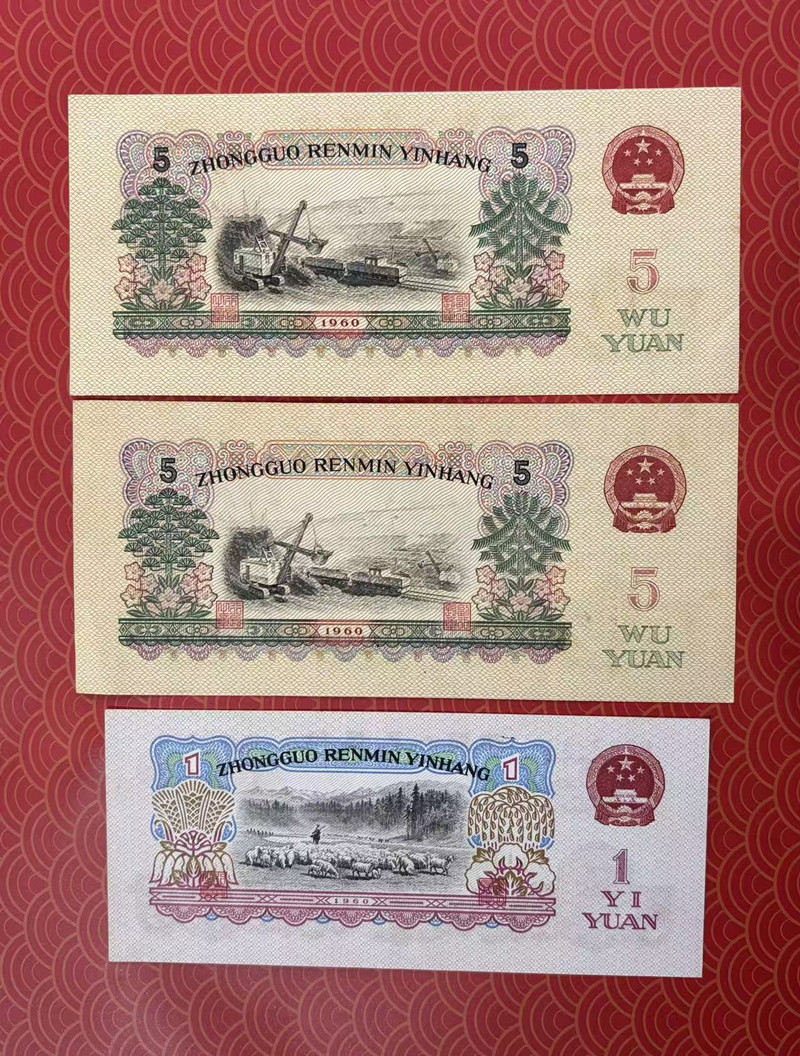 5 ZHONGGUO RENMIN YINHANG 5
1960
5
WU
YUAN
5 ZHONGGUO RENMIN YINHANG 5
1960
5
WU
YUAN
1 ZHONGGUO RENMIN YINHANG 1
1960
1
YI
YUAN